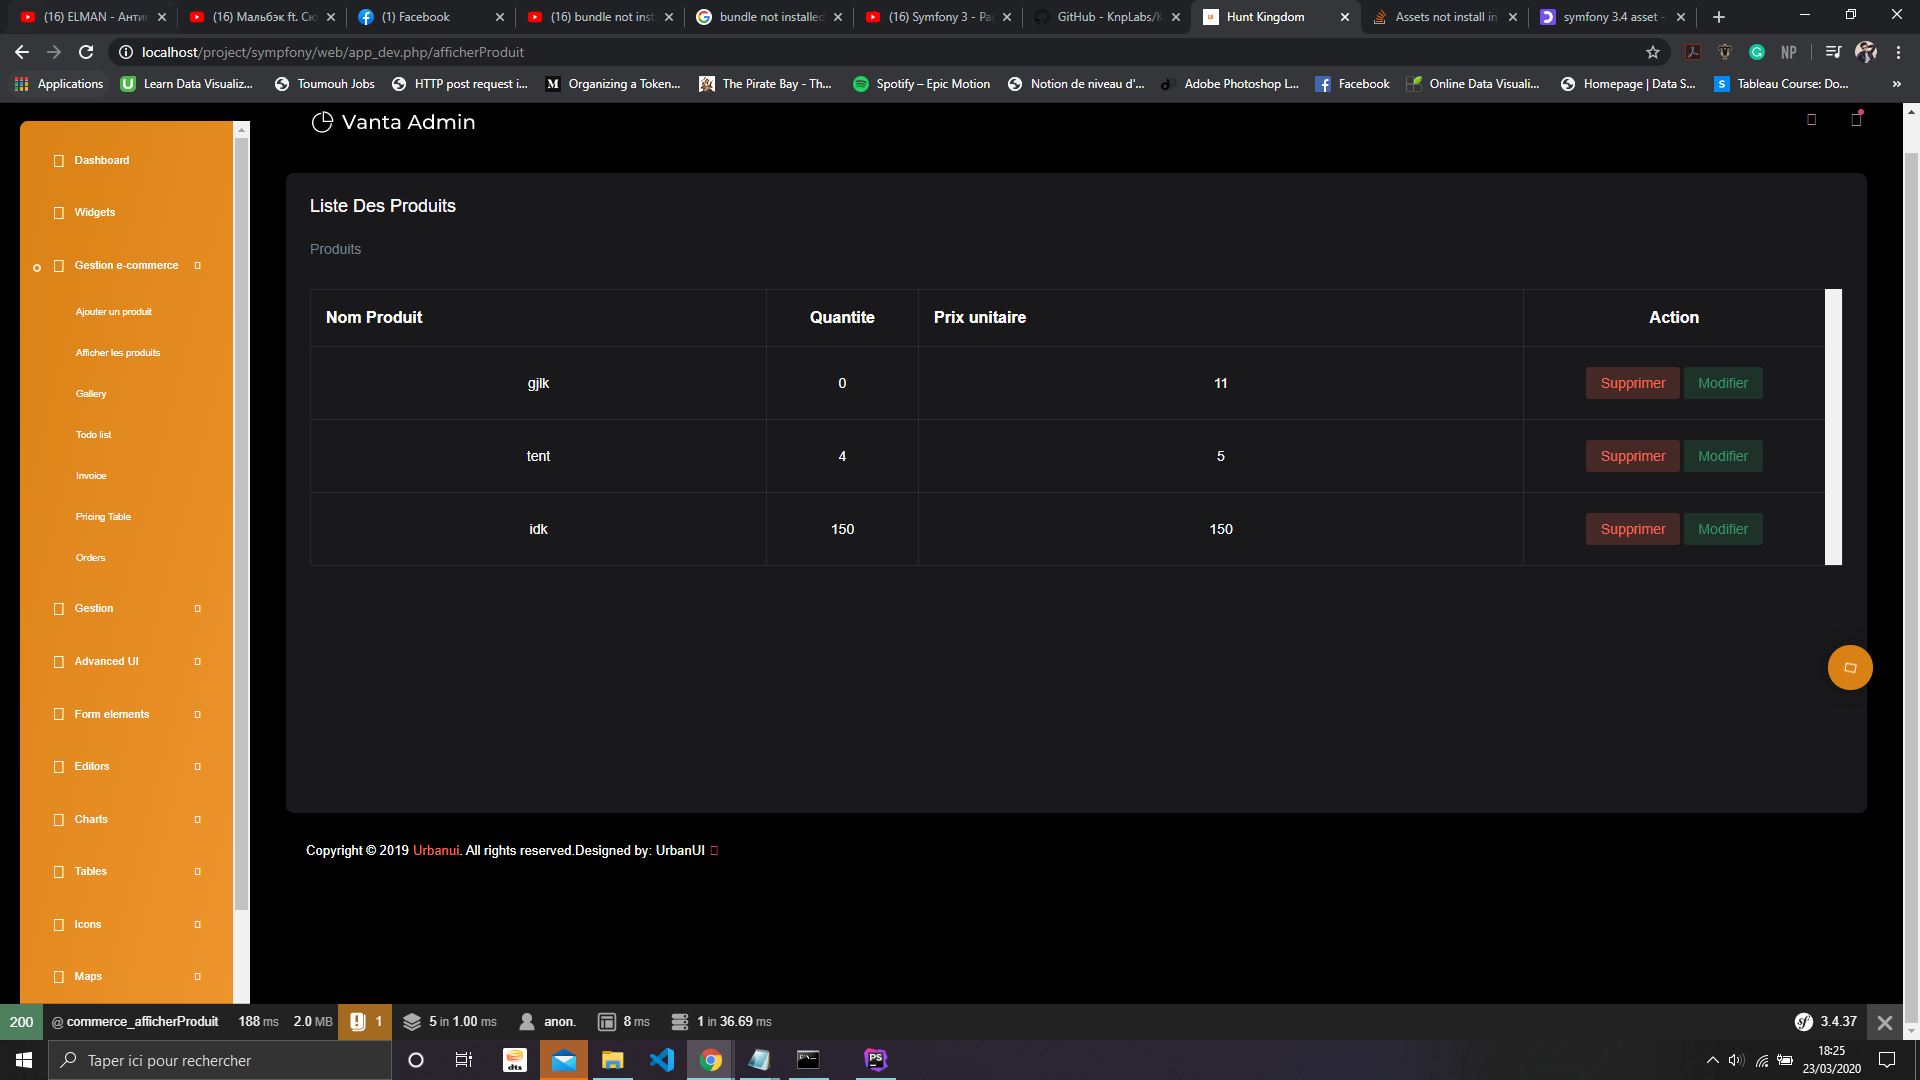 (16) ELMAN - Антиг
(16) Мальбэк ft. Сю
(1) Facebook
(16) bundle not inst
bundle not installed
(16) Symfony 3 - Pa
GitHub - KnpLabs/K
Hunt Kingdom
Assets not install in
symfony 3.4 asset -
localhost/project/sympfony/web/app_dev.php/afficherProduit
NP
Applications
Learn Data Visualiz...
Toumouh Jobs
HTTP post request i...
Organizing a Token...
The Pirate Bay - Th...
Spotify – Epic Motion
Notion de niveau d'...
Adobe Photoshop L...
Facebook
Online Data Visuali...
Homepage | Data S...
Tableau Course: Do...
»
Vanta Admin
Dashboard
Widgets
Gestion e-commerce
Ajouter un produit
Afficher les produits
Gallery
Todo list
Invoice
Pricing Table
Orders
Gestion
Advanced UI
Form elements
Editors
Charts
Tables
Icons
Maps
Liste Des Produits
Produits
Nom Produit Quantite Prix unitaire Action
gjlk 0 11 Supprimer Modifier
tent 4 5 Supprimer Modifier
idk 150 150 Supprimer Modifier
Copyright © 2019 Urbanui. All rights reserved.Designed by: UrbanUI
200 @ commerce_afficherProduit 188 ms 2.0 MB 1 5 in 1.00 ms anon. 8 ms 1 in 36.69 ms sf 3.4.37
Taper ici pour rechercher
dts
PS
18:25
23/03/2020